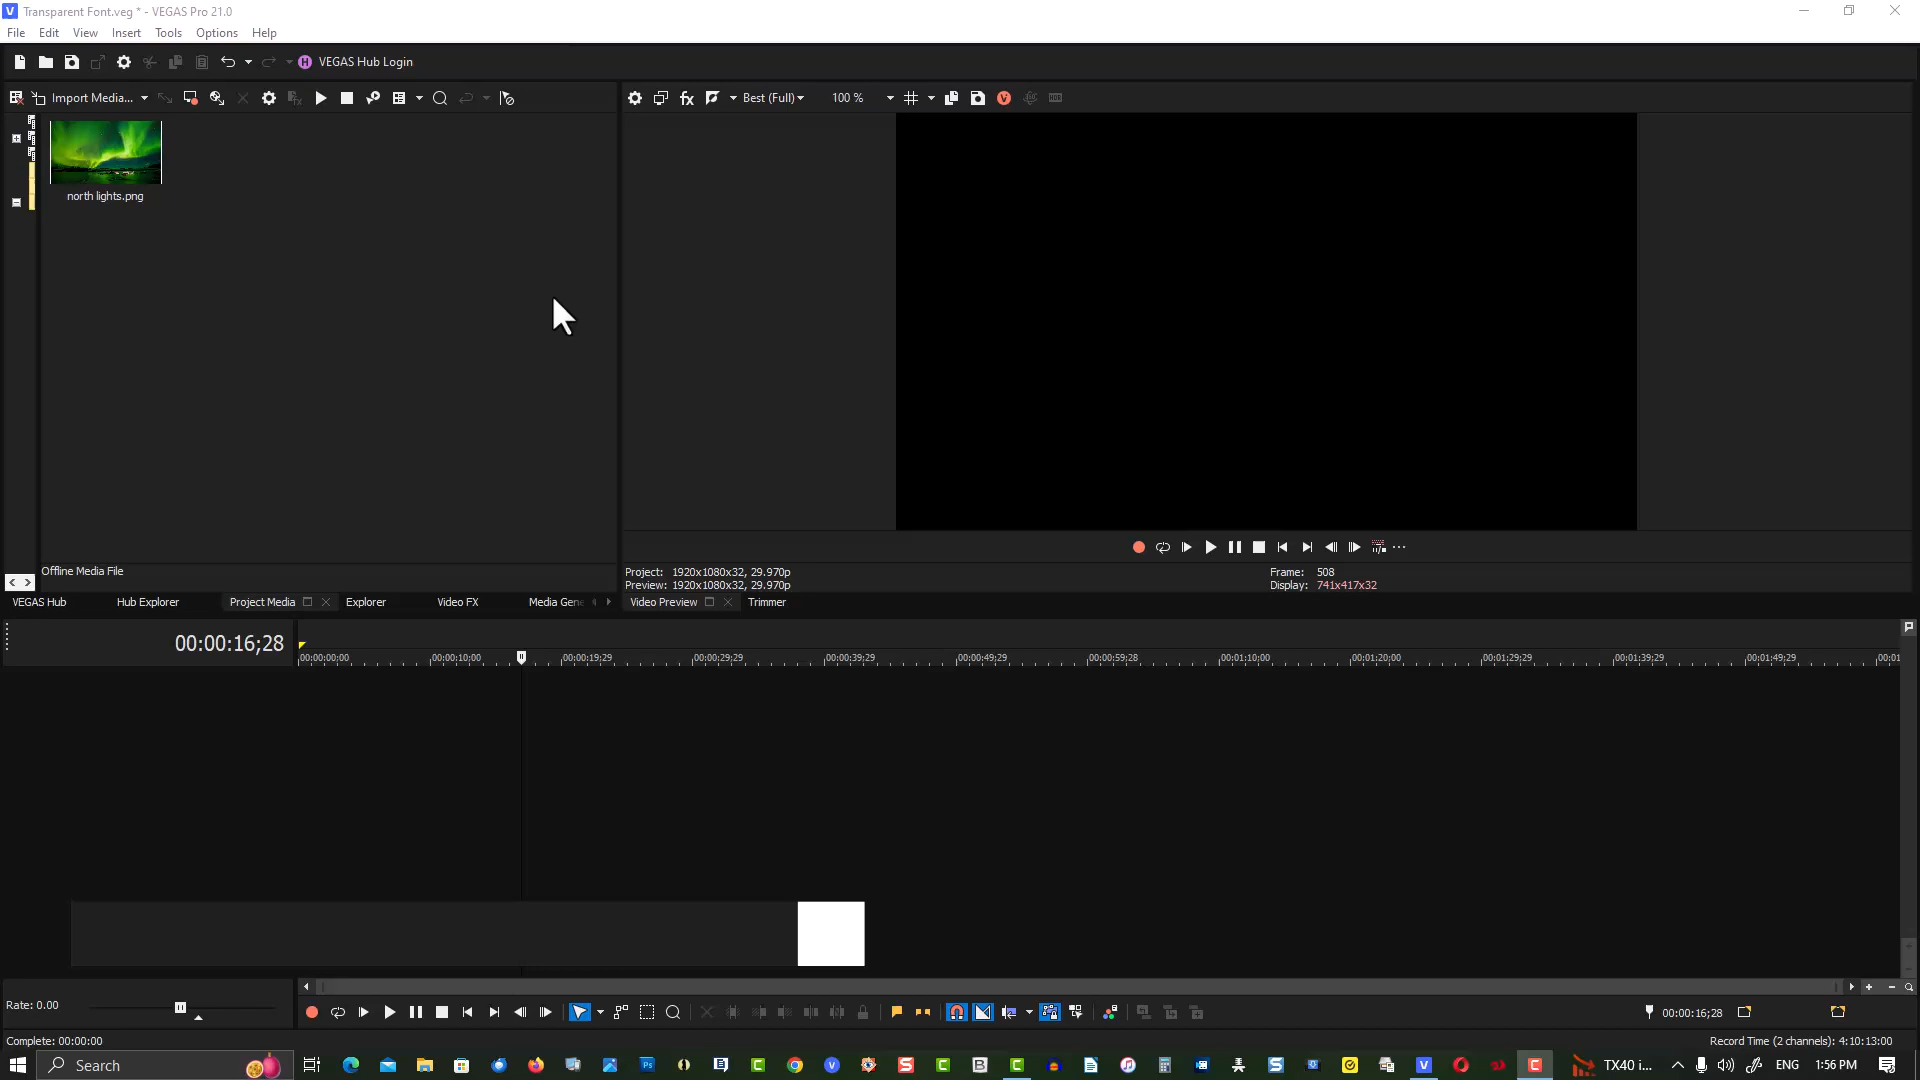 Transparent Font.veg * - VEGAS Pro 21.0
File Edit View Insert Tools Options Help
VEGAS Hub Login
Import Media...
Best (Full)
100 %
north lights.png
Offline Media File
Project: 1920x1080x32, 29.970p
Preview: 1920x1080x32, 29.970p
Frame: 508
Display: 741x417x32
VEGAS Hub Hub Explorer Project Media Explorer Video FX Media Gene
Video Preview Trimmer
00:00:16;28
00:00:00;00 00:00:10;00 00:00:19;29 00:00:29;29 00:00:39;29 00:00:49;29 00:00:59;28 00:01:10;00 00:01:20;00 00:01:29;29 00:01:39;29 00:01:49;29 00:01
Rate: 0.00
00:00:16;28
Complete: 00:00:00
Record Time (2 channels): 4:10:13:00
Search
TX40 i...
ENG
1:56 PM